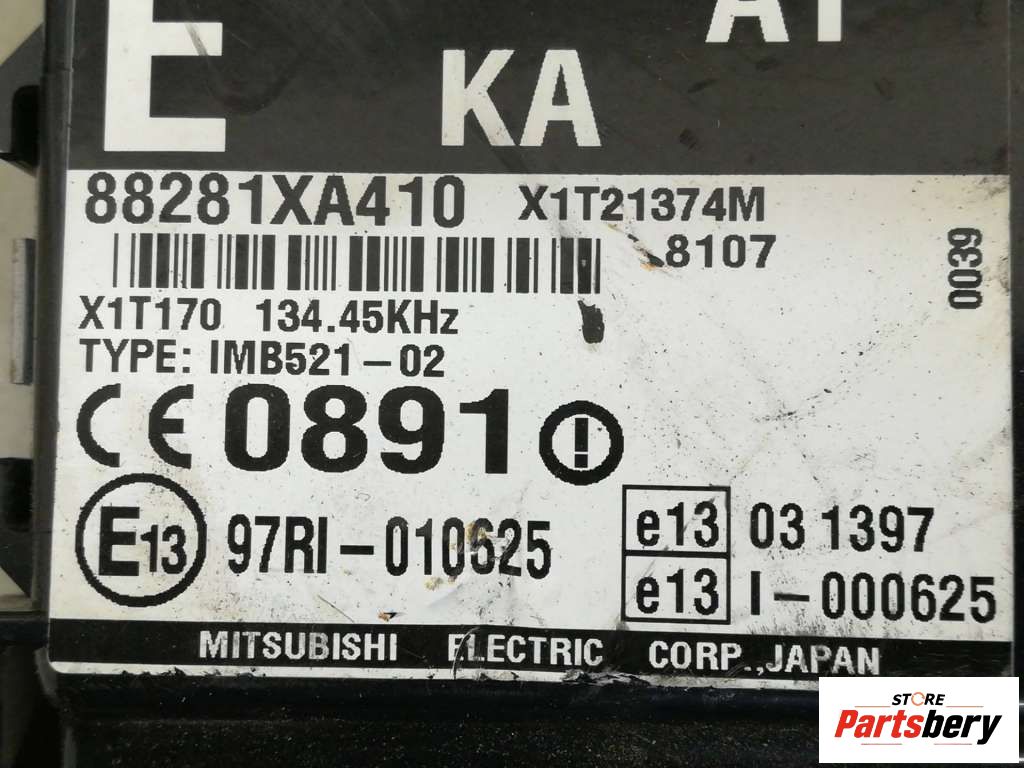 E
AT
KA
88281XA410 X1T21374M
8107
0039
X1T170 134.45KHz
TYPE: IMB521-02
CE 0891
E13 97RI-010625
e13 03 1397
e13 I-000625
MITSUBISHI ELECTRIC CORP.,JAPAN
STORE
Partsbery